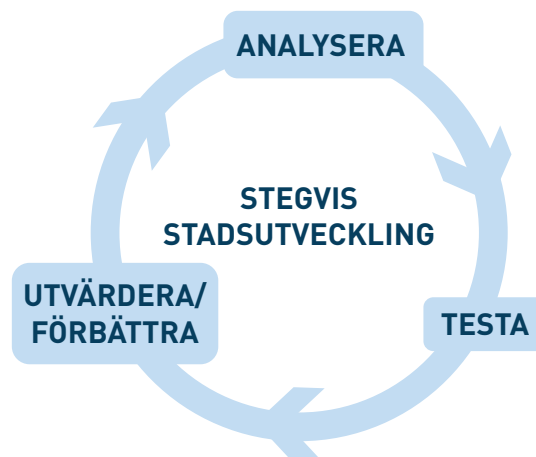 ANALYSERA
STEGVIS
STADSUTVECKLING
UTVÄRDERA/
FÖRBÄTTRA
TESTA